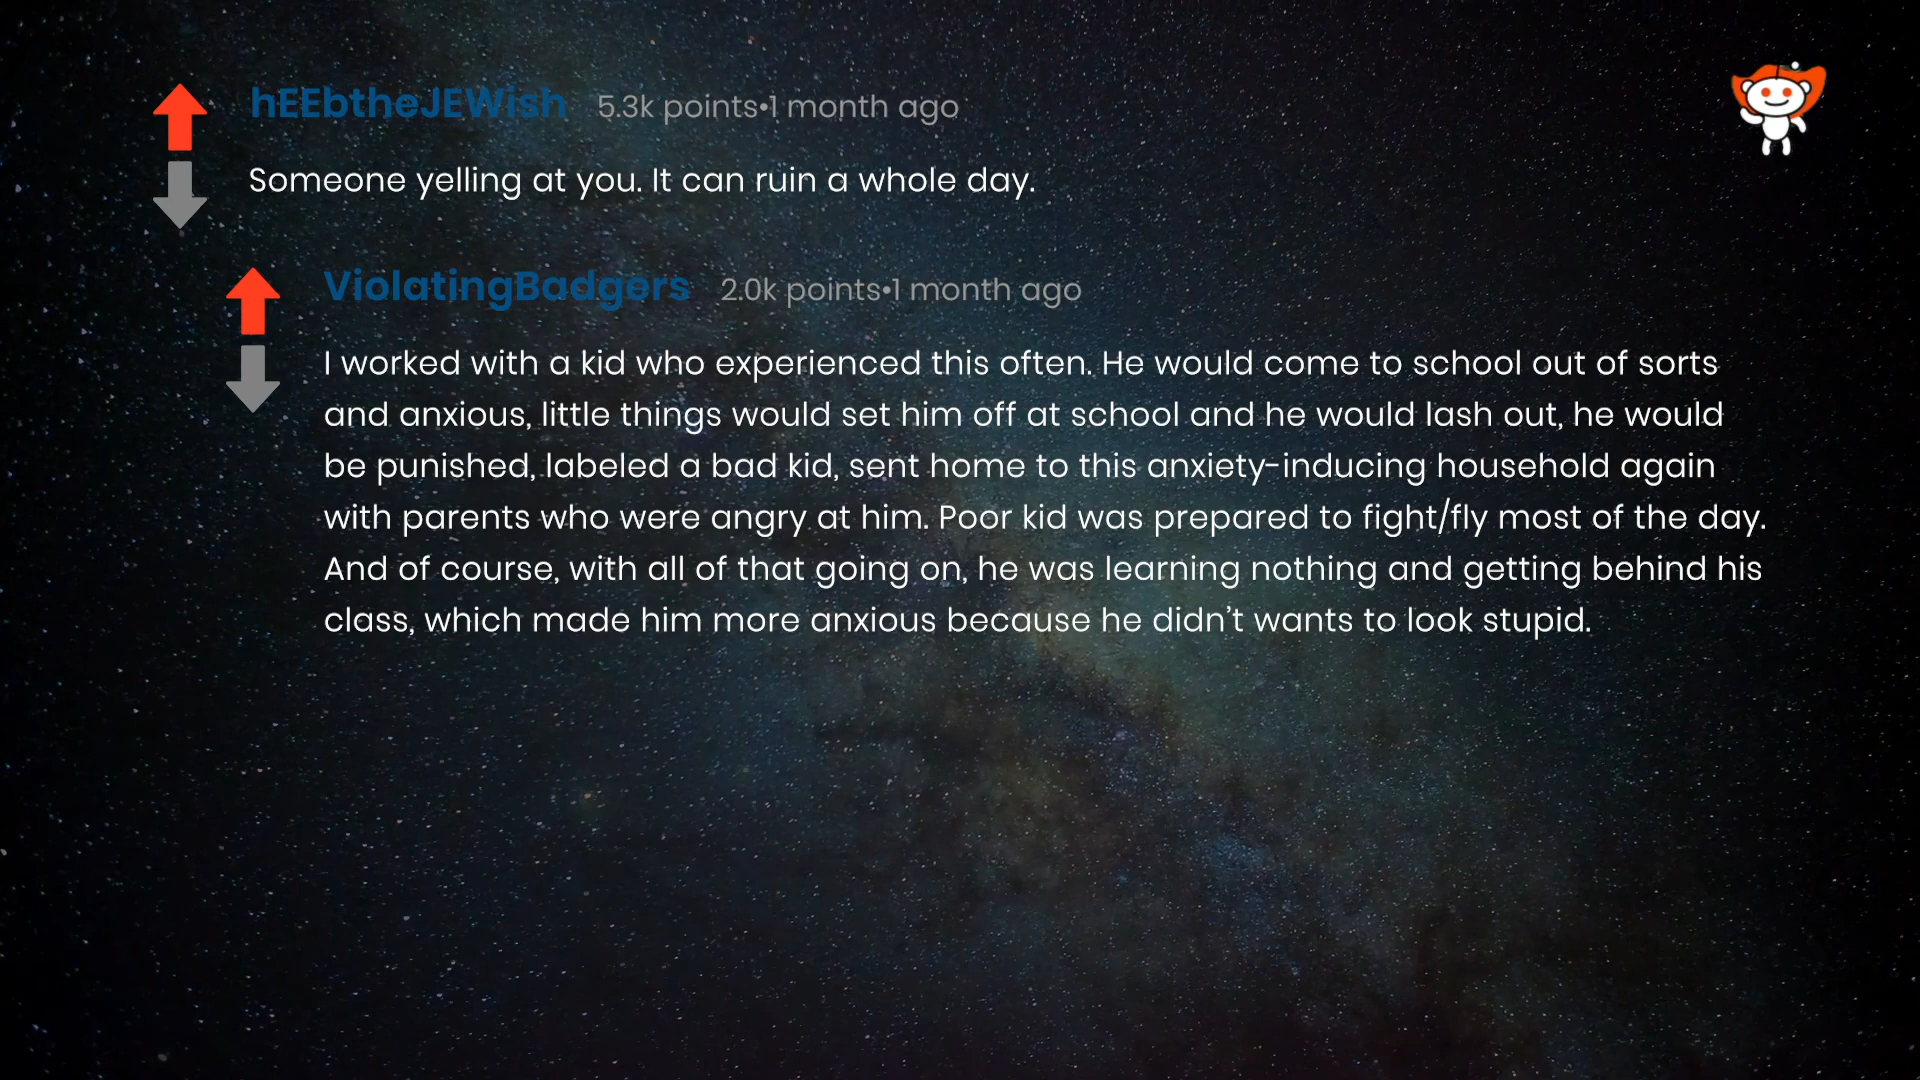 hEEbtheJEWish 5.3k points•1 month ago
Someone yelling at you. It can ruin a whole day.
ViolatingBadgers 2.0k points•1 month ago
I worked with a kid who experienced this often. He would come to school out of sorts
and anxious, little things would set him off at school and he would lash out, he would
be punished, labeled a bad kid, sent home to this anxiety-inducing household again
with parents who were angry at him. Poor kid was prepared to fight/fly most of the day.
And of course, with all of that going on, he was learning nothing and getting behind his
class, which made him more anxious because he didn’t wants to look stupid.